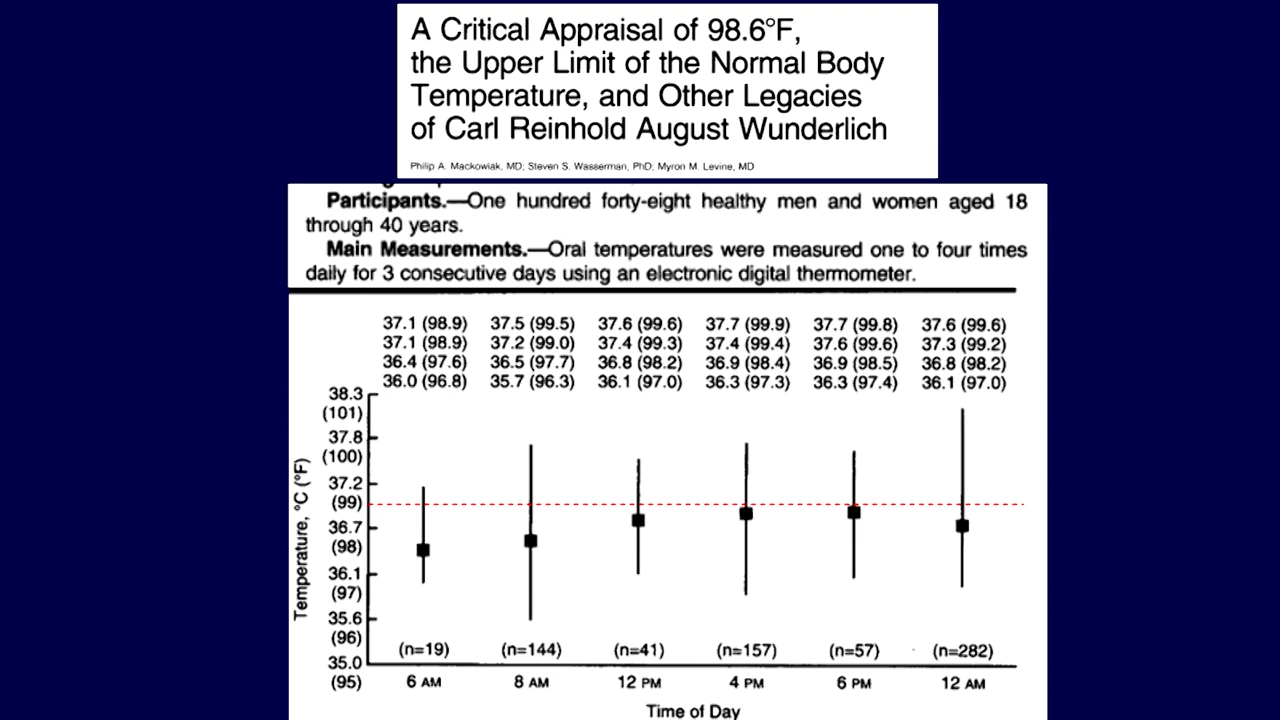 A Critical Appraisal of 98.6°F,
the Upper Limit of the Normal Body
Temperature, and Other Legacies
of Carl Reinhold August Wunderlich
Philip A. Mackowiak, MD; Steven S. Wasserman, PhD; Myron M. Levine, MD
Participants.—One hundred forty-eight healthy men and women aged 18
through 40 years.
Main Measurements.—Oral temperatures were measured one to four times
daily for 3 consecutive days using an electronic digital thermometer.
37.1 (98.9) 37.5 (99.5) 37.6 (99.6) 37.7 (99.9) 37.7 (99.8) 37.6 (99.6)
37.1 (98.9) 37.2 (99.0) 37.4 (99.3) 37.4 (99.4) 37.6 (99.6) 37.3 (99.2)
36.4 (97.6) 36.5 (97.7) 36.8 (98.2) 36.9 (98.4) 36.9 (98.5) 36.8 (98.2)
36.0 (96.8) 35.7 (96.3) 36.1 (97.0) 36.3 (97.3) 36.3 (97.4) 36.1 (97.0)
38.3
(101)
37.8
(100)
37.2
(99)
36.7
(98)
36.1
(97)
35.6
(96)
35.0
(95)
Temperature, °C (°F)
(n=19) (n=144) (n=41) (n=157) (n=57) (n=282)
6 AM 8 AM 12 PM 4 PM 6 PM 12 AM
Time of Day